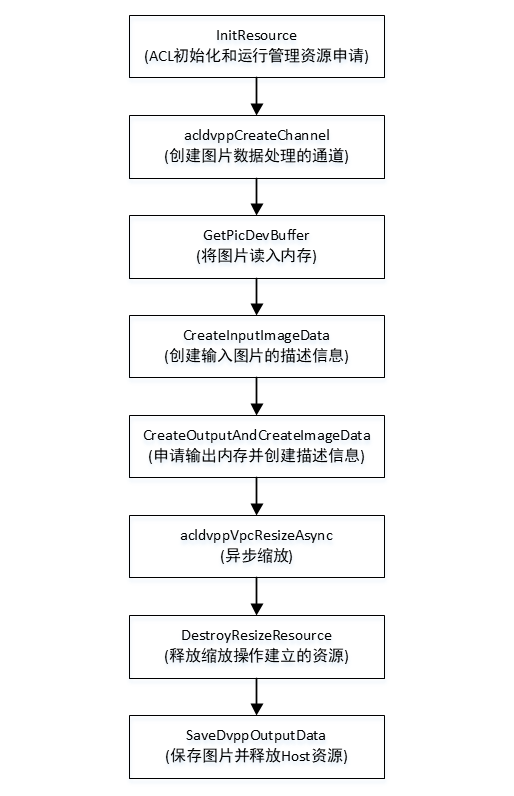 InitResource
(ACL初始化和运行管理资源申请)
acldvppCreateChannel
(创建图片数据处理的通道)
GetPicDevBuffer
(将图片读入内存)
CreateInputImageData
(创建输入图片的描述信息)
CreateOutputAndCreateImageData
(申请输出内存并创建描述信息)
acldvppVpcResizeAsync
(异步缩放)
DestroyResizeResource
(释放缩放操作建立的资源)
SaveDvppOutputData
(保存图片并释放Host资源)